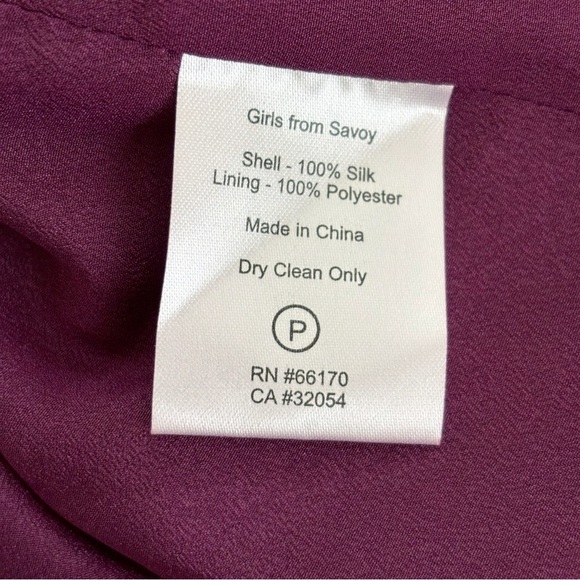 Girls from Savoy
Shell - 100% Silk
Lining - 100% Polyester
Made in China
Dry Clean Only
P
RN #66170
CA #32054